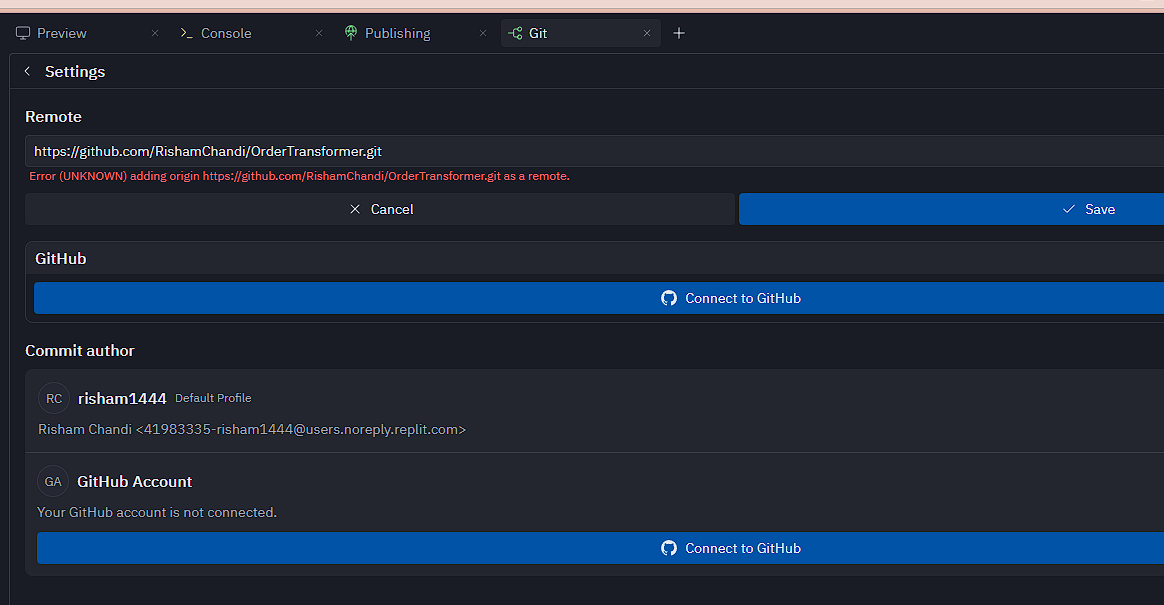 Preview Console Publishing Git
Settings
Remote
https://github.com/RishamChandi/OrderTransformer.git
Error (UNKNOWN) adding origin https://github.com/RishamChandi/OrderTransformer.git as a remote.
Cancel Save
GitHub
Connect to GitHub
Commit author
RC risham1444 Default Profile
Risham Chandi <41983335-risham1444@users.noreply.replit.com>
GA GitHub Account
Your GitHub account is not connected.
Connect to GitHub